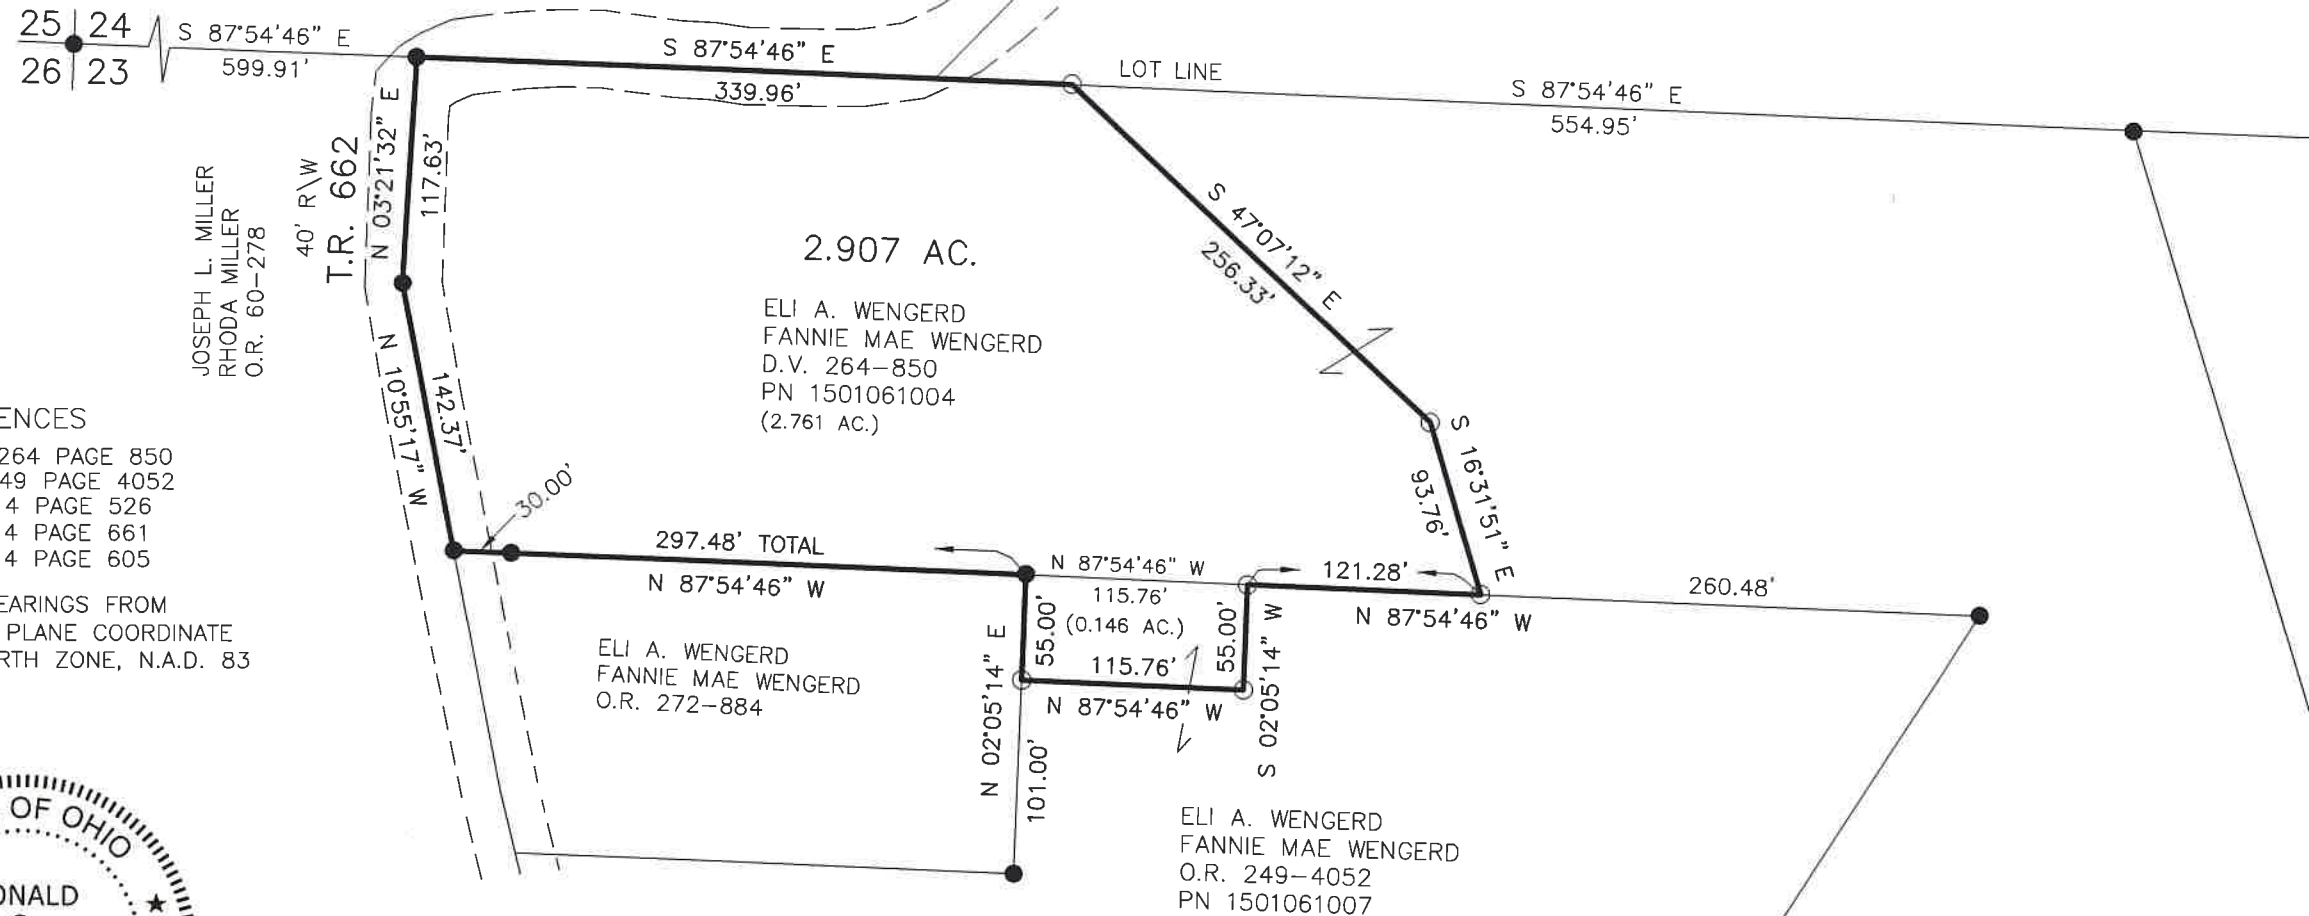 25 24
26 23
S 87°54'46" E
599.91'
S 87°54'46" E
339.96'
LOT LINE
S 87°54'46" E
554.95'
JOSEPH L. MILLER
RHODA MILLER
O.R. 60-278
40' R\W
T.R. 662
N 03°21'32" E
117.63'
N 10°55'17" W
142.37'
2.907 AC.
ELI A. WENGERD
FANNIE MAE WENGERD
D.V. 264-850
PN 1501061004
(2.761 AC.)
S 47°07'12" E
256.33'
S 16°31'51" E
93.76'
ENCES
264 PAGE 850
49 PAGE 4052
4 PAGE 526
4 PAGE 661
4 PAGE 605
EARINGS FROM
PLANE COORDINATE
RTH ZONE, N.A.D. 83
30.00'
297.48' TOTAL
N 87°54'46" W
N 87°54'46" W
115.76'
(0.146 AC.)
121.28'
N 87°54'46" W
260.48'
N 02°05'14" E
55.00'
101.00'
115.76'
N 87°54'46" W
55.00'
S 02°05'14" W
ELI A. WENGERD
FANNIE MAE WENGERD
O.R. 272-884
ELI A. WENGERD
FANNIE MAE WENGERD
O.R. 249-4052
PN 1501061007
OF OHIO
ONALD